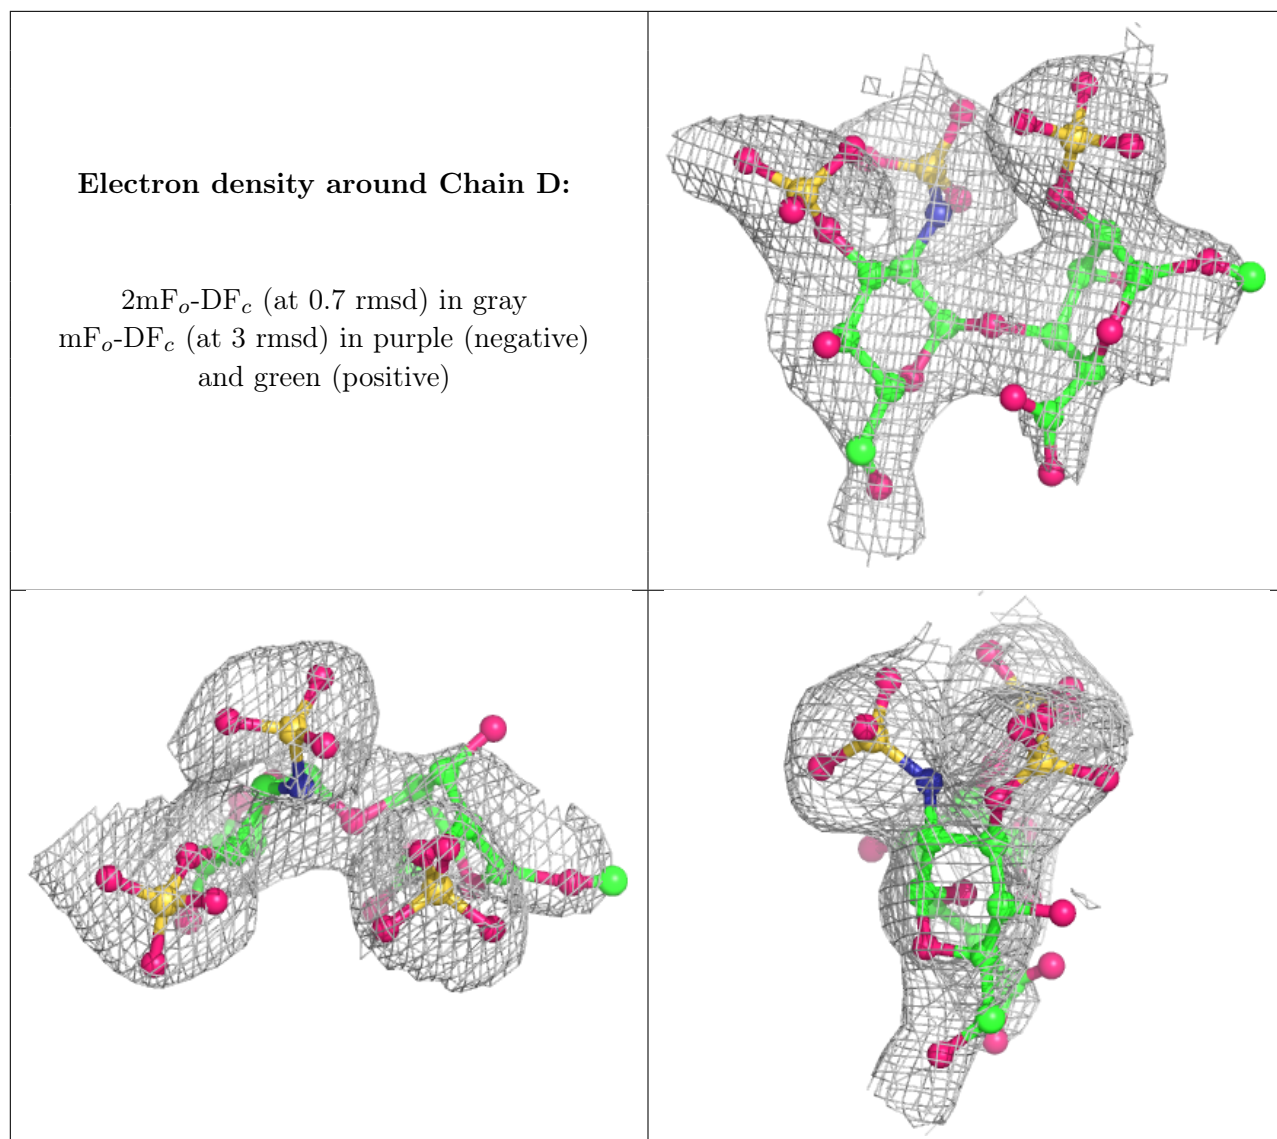 Electron density around Chain D:
2mFo-DFc (at 0.7 rmsd) in gray
mFo-DFc (at 3 rmsd) in purple (negative)
and green (positive)